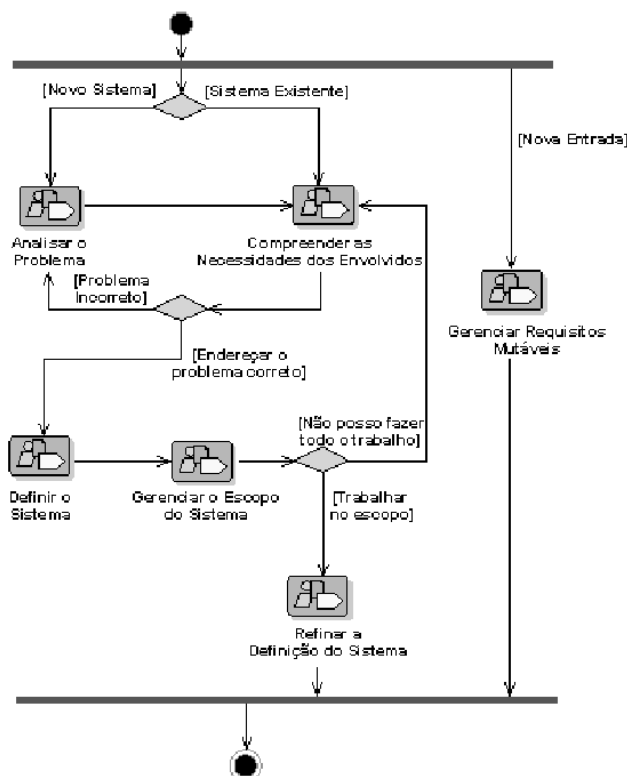 [Novo Sistema]
[Sistema Existente]
[Nova Entrada]
Analisar o
Problema
Compreender as
Necessidades dos Envolvidos
[Problema
Incorreto]
Gerenciar Requisitos
Mutáveis
[Endereçar o
problema correto]
[Não posso fazer
todo o trabalho]
Definir o
Sistema
Gerenciar o Escopo
do Sistema
[Trabalhar
no escopo]
Refinar a
Definição do Sistema